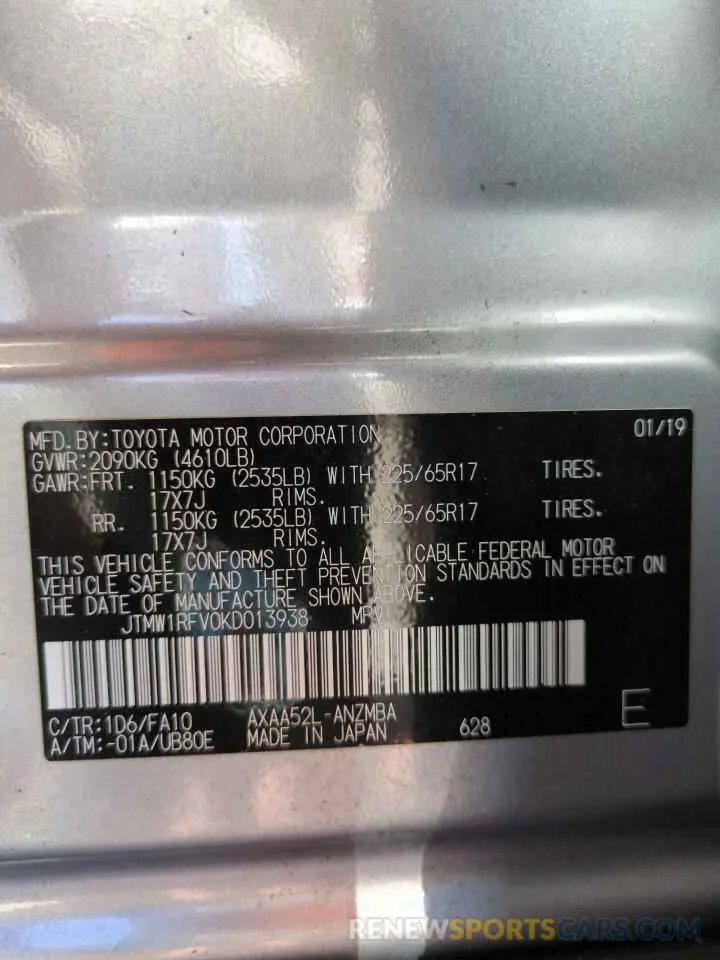 MFD.BY:TOYOTA MOTOR CORPORATION 01/19
GVWR:2090KG (4610LB)
GAWR:FRT. 1150KG (2535LB) WITH 225/65R17 TIRES.
17X7J RIMS.
RR. 1150KG (2535LB) WITH 225/65R17 TIRES.
17X7J RIMS.
THIS VEHICLE CONFORMS TO ALL APPLICABLE FEDERAL MOTOR
VEHICLE SAFETY AND THEFT PREVENTION STANDARDS IN EFFECT ON
THE DATE OF MANUFACTURE SHOWN ABOVE.
JTMW1RFV0KD013938 MPV
C/TR:1D6/FA10 AXAA52L-ANZMBA
A/TM:-01A/UB80E MADE IN JAPAN 628 E
RENEWSPORTSCARS.COM